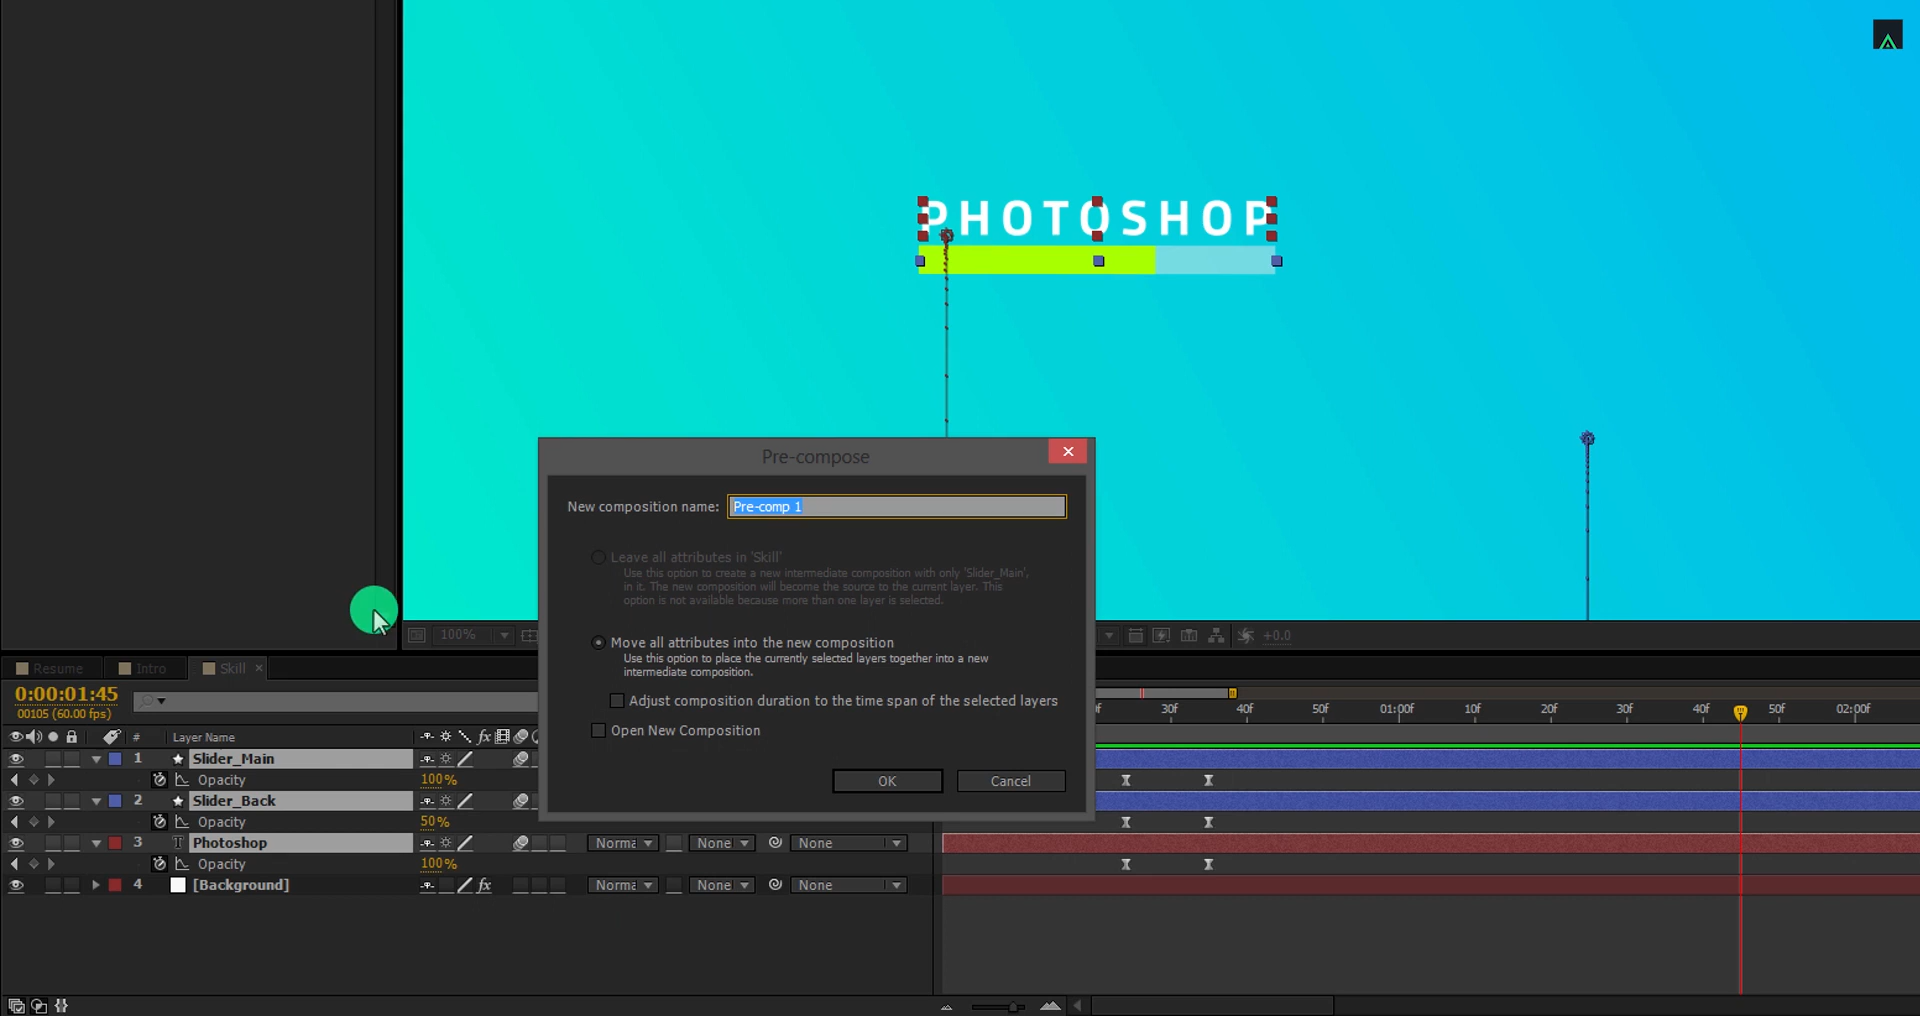 PHOTOSHOP
Pre-compose
New composition name: Pre-comp 1
Leave all attributes in 'Skill'
Use this option to create a new intermediate composition with only 'Slider_Main',
in it. The new composition will become the source to the current layer. This
option is not available because more than one layer is selected.
Move all attributes into the new composition
Use this option to place the currently selected layers together into a new
intermediate composition.
Adjust composition duration to the time span of the selected layers
Open New Composition
OK Cancel
100% +0.0
Resume Intro Skill ×
0:00:01:45
00105 (60.00 fps)
30f 40f 50f 01:00f 10f 20f 30f 40f 50f 02:00f
# Layer Name fx
1 Slider_Main
Opacity 100%
2 Slider_Back
Opacity 50%
3 T Photoshop Norma None None
Opacity 100%
4 [Background] fx Norma None None